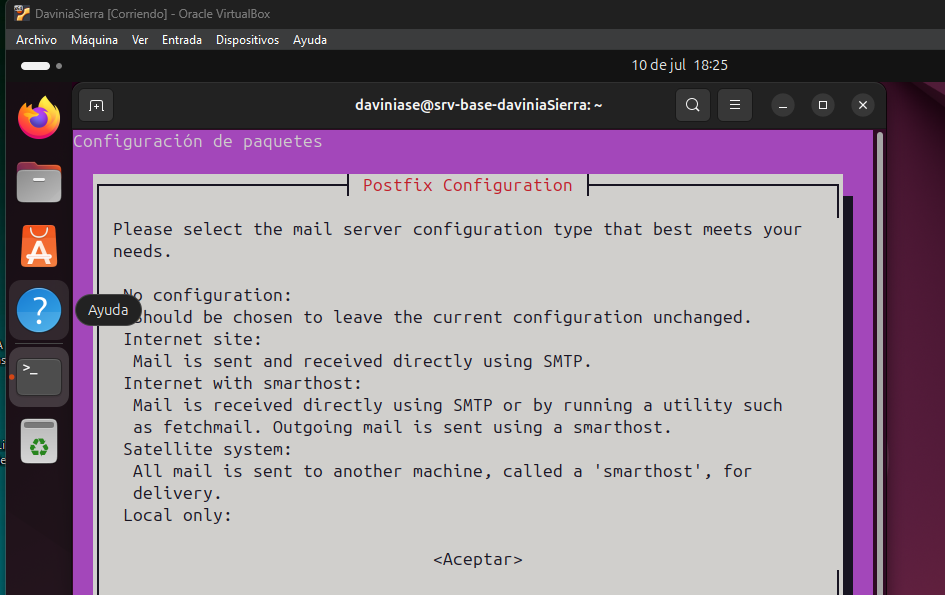 DaviniaSierra [Corriendo] - Oracle VirtualBox
Archivo Máquina Ver Entrada Dispositivos Ayuda
10 de jul 18:25
daviniase@srv-base-daviniaSierra: ~
Configuración de paquetes
Postfix Configuration
Please select the mail server configuration type that best meets your
needs.
No configuration:
Ayuda
should be chosen to leave the current configuration unchanged.
Internet site:
Mail is sent and received directly using SMTP.
Internet with smarthost:
Mail is received directly using SMTP or by running a utility such
as fetchmail. Outgoing mail is sent using a smarthost.
Satellite system:
All mail is sent to another machine, called a 'smarthost', for
delivery.
Local only:
<Aceptar>